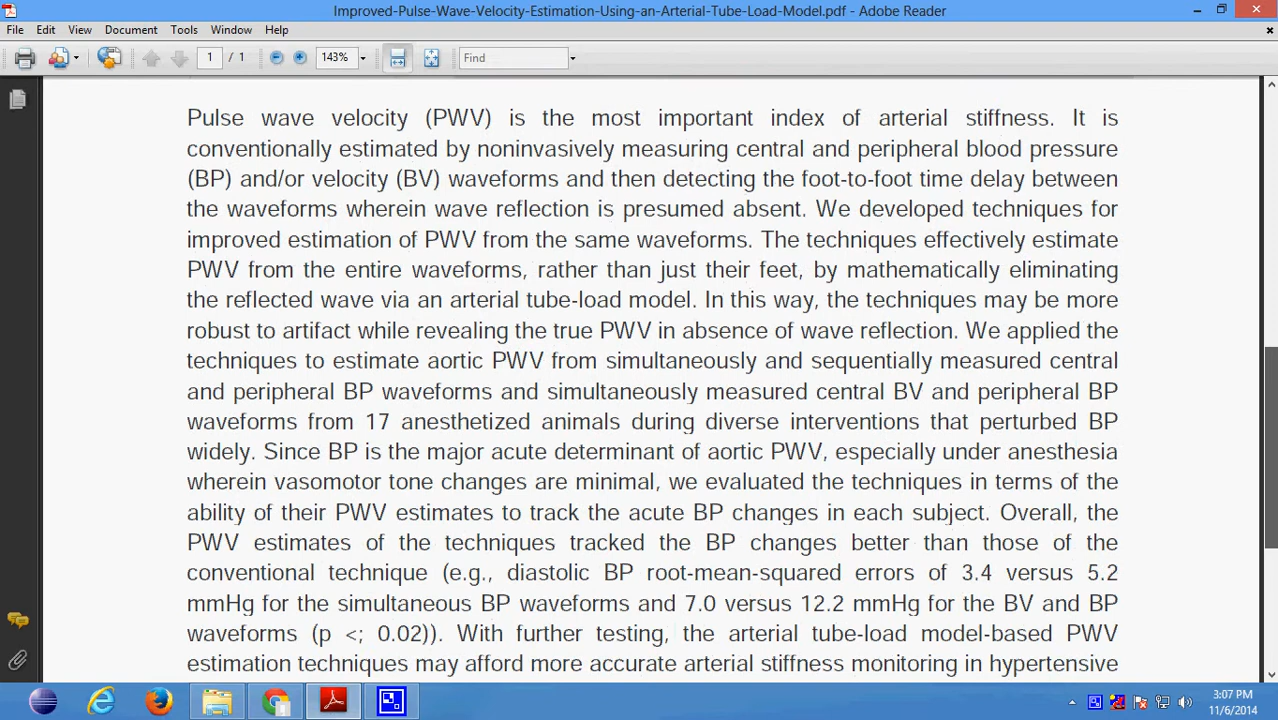 Improved-Pulse-Wave-Velocity-Estimation-Using-an-Arterial-Tube-Load-Model.pdf - Adobe Reader
File Edit View Document Tools Window Help
1 / 1 143% Find
Pulse wave velocity (PWV) is the most important index of arterial stiffness. It is
conventionally estimated by noninvasively measuring central and peripheral blood pressure
(BP) and/or velocity (BV) waveforms and then detecting the foot-to-foot time delay between
the waveforms wherein wave reflection is presumed absent. We developed techniques for
improved estimation of PWV from the same waveforms. The techniques effectively estimate
PWV from the entire waveforms, rather than just their feet, by mathematically eliminating
the reflected wave via an arterial tube-load model. In this way, the techniques may be more
robust to artifact while revealing the true PWV in absence of wave reflection. We applied the
techniques to estimate aortic PWV from simultaneously and sequentially measured central
and peripheral BP waveforms and simultaneously measured central BV and peripheral BP
waveforms from 17 anesthetized animals during diverse interventions that perturbed BP
widely. Since BP is the major acute determinant of aortic PWV, especially under anesthesia
wherein vasomotor tone changes are minimal, we evaluated the techniques in terms of the
ability of their PWV estimates to track the acute BP changes in each subject. Overall, the
PWV estimates of the techniques tracked the BP changes better than those of the
conventional technique (e.g., diastolic BP root-mean-squared errors of 3.4 versus 5.2
mmHg for the simultaneous BP waveforms and 7.0 versus 12.2 mmHg for the BV and BP
waveforms (p <; 0.02)). With further testing, the arterial tube-load model-based PWV
estimation techniques may afford more accurate arterial stiffness monitoring in hypertensive
3:07 PM
11/6/2014